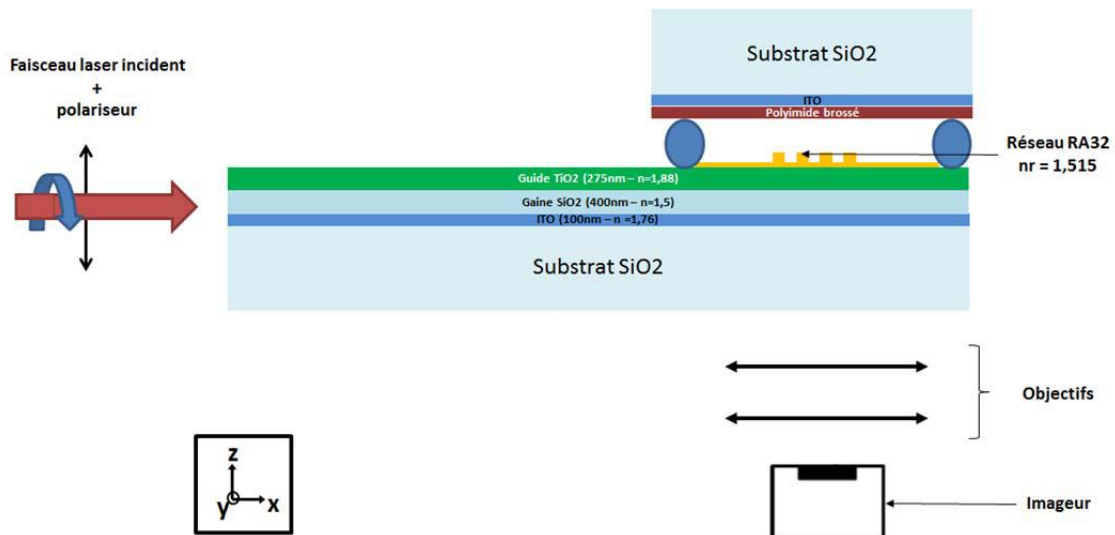 Faisceau laser incident
+
polariseur
Substrat SiO2
ITO
Polyimide brossé
Réseau RA32
nr = 1,515
Guide TiO2 (275nm – n=1,88)
Gaine SiO2 (400nm – n=1,5)
ITO (100nm – n =1,76)
Substrat SiO2
Objectifs
z
y
x
Imageur